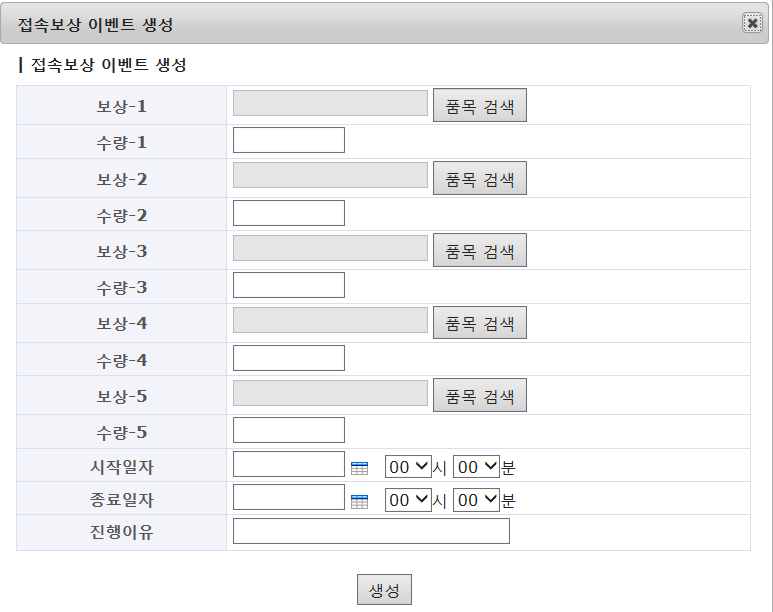 접속보상 이벤트 생성
| 접속보상 이벤트 생성
보상-1 품목 검색
수량-1
보상-2 품목 검색
수량-2
보상-3 품목 검색
수량-3
보상-4 품목 검색
수량-4
보상-5 품목 검색
수량-5
시작일자 00 시 00 분
종료일자 00 시 00 분
진행이유
생성